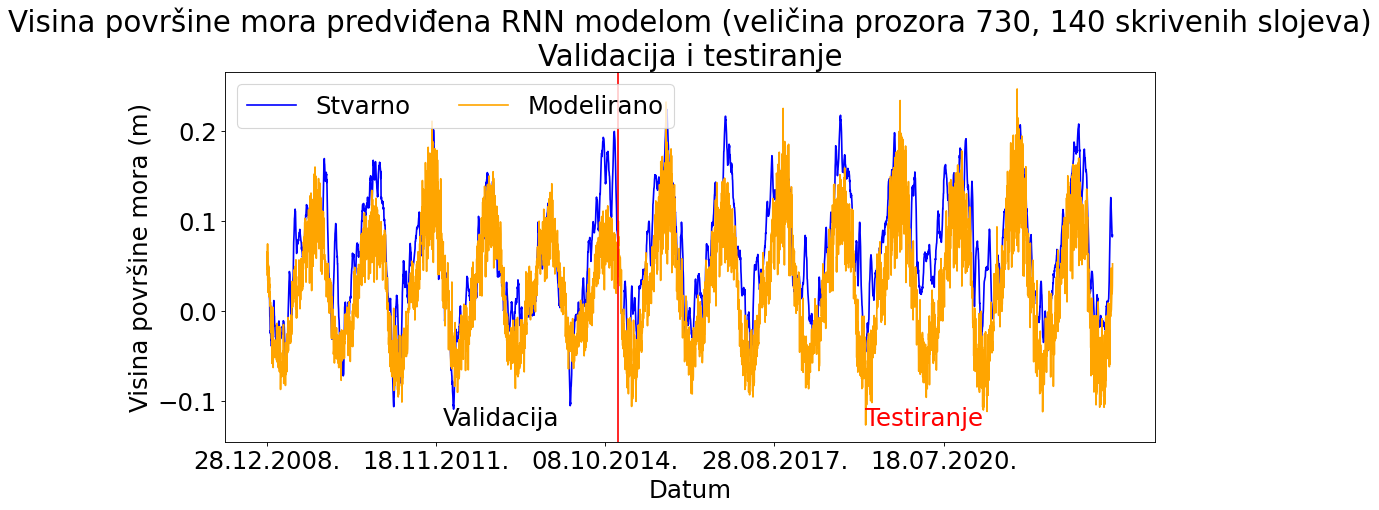 Visina površine mora predviđena RNN modelom (veličina prozora 730, 140 skrivenih slojeva)
Validacija i testiranje
Stvarno
Modelirano
Visina površine mora (m)
0.2
0.1
0.0
−0.1
Validacija
Testiranje
28.12.2008.
18.11.2011.
08.10.2014.
28.08.2017.
18.07.2020.
Datum